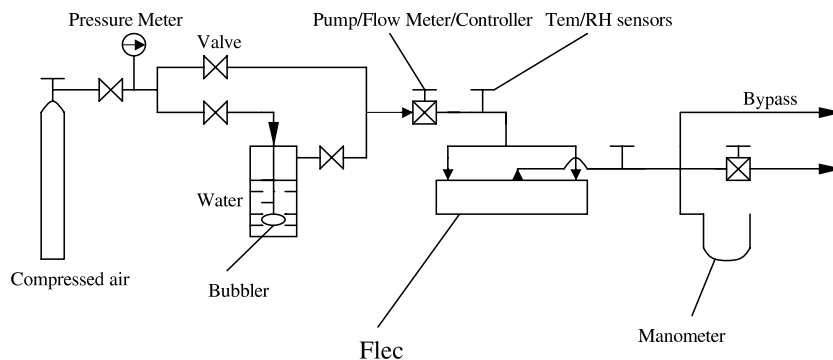 Pressure Meter
Pump/Flow Meter/Controller
Tem/RH sensors
Valve
Bypass
Water
Compressed air
Bubbler
Manometer
Flec